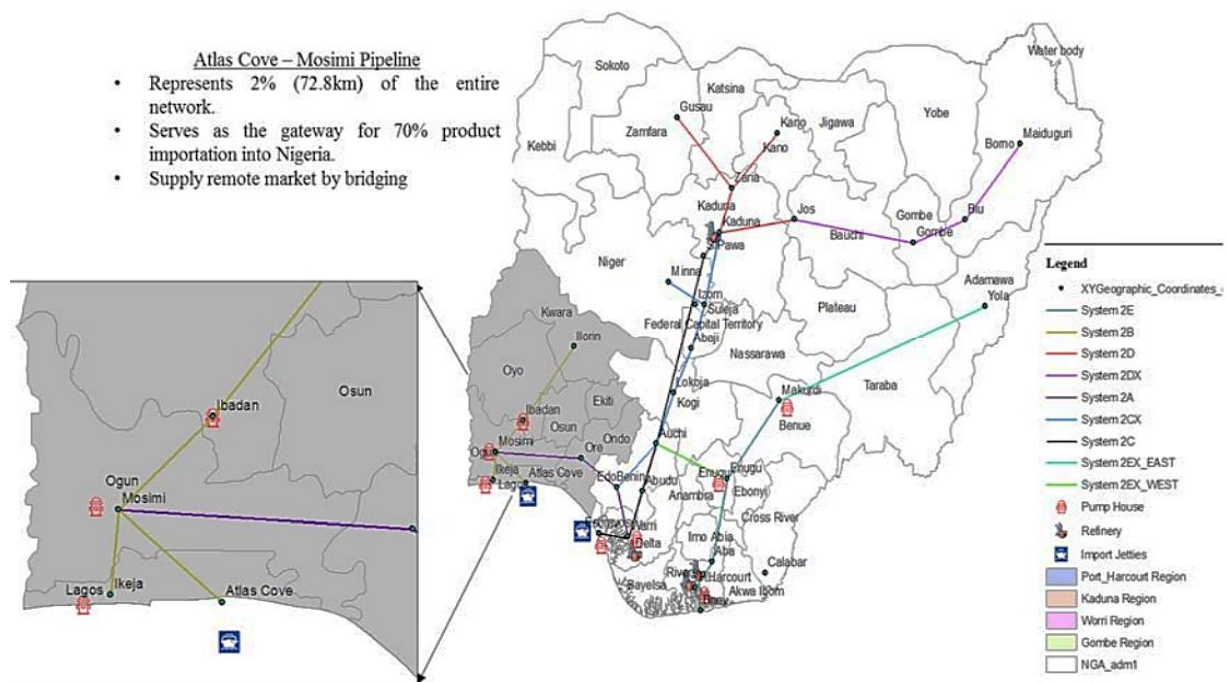 Atlas Cove – Mosimi Pipeline
• Represents 2% (72.8km) of the entire
network.
• Serves as the gateway for 70% product
importation into Nigeria.
• Supply remote market by bridging
Water body
Sokoto
Katsina
Gusau
Yobe
Kano
Jigawa
Zamfara
Kano
Maiduguri
Borno
Kebbi
Zaria
Kaduna
Kaduna
Jos
Gombe
Biu
Bauchi
Gombe
Niger
Minna
Adamawa
Yola
Izom
Suleja
Plateau
Federal Capital Territory
Kwara
Ilorin
Abaji
Nassarawa
Oyo
Lokoja
Kogi
Taraba
Makurdi
Ekiti
Benue
Ibadan
Osun
Ondo
Auchi
Mosimi
Ore
Ogun
Ikeja
Atlas Cove
Edo
Benin
Enugu
Enugu
Lagos
Abudu
Anambra
Ebonyi
Cross River
Warri
Delta
Imo
Abia
Aba
Calabar
Bayelsa
Rivers
Harcourt
Akwa Ibom
Ibadan
Osun
Ogun
Mosimi
Ikeja
Lagos
Atlas Cove
Legend
XYGeographic_Coordinates_
System 2E
System 2B
System 2D
System 2DX
System 2A
System 2CX
System 2C
System 2EX_EAST
System 2EX_WEST
Pump House
Refinery
Import Jetties
Port_Harcourt Region
Kaduna Region
Worri Region
Gombe Region
NGA_adm1